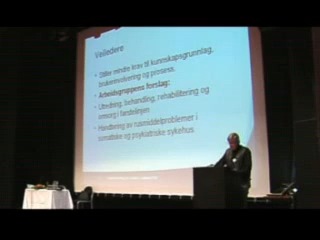 Veiledere
• Stiller mindre krav til kunnskapsgrunnlag,
brukermedvirkning og prosess.
• Arbeidsgruppens forslag:
• Utredning, behandling, rehabilitering og
omsorg i førstelinjen
• Håndtering av rusmiddelproblemer i
somatiske og psykiatriske sykehus